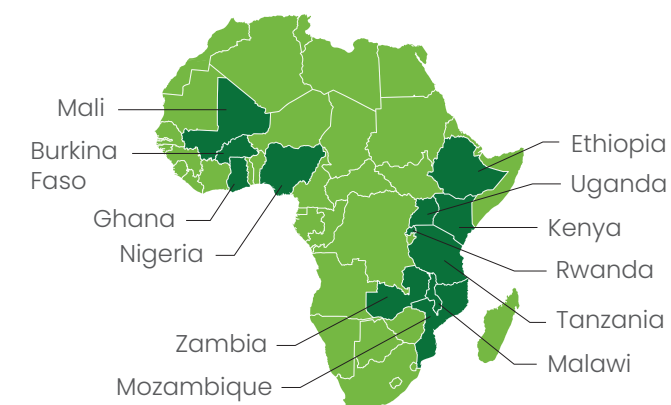 Mali
Burkina
Faso
Ghana
Nigeria
Zambia
Mozambique
Ethiopia
Uganda
Kenya
Rwanda
Tanzania
Malawi